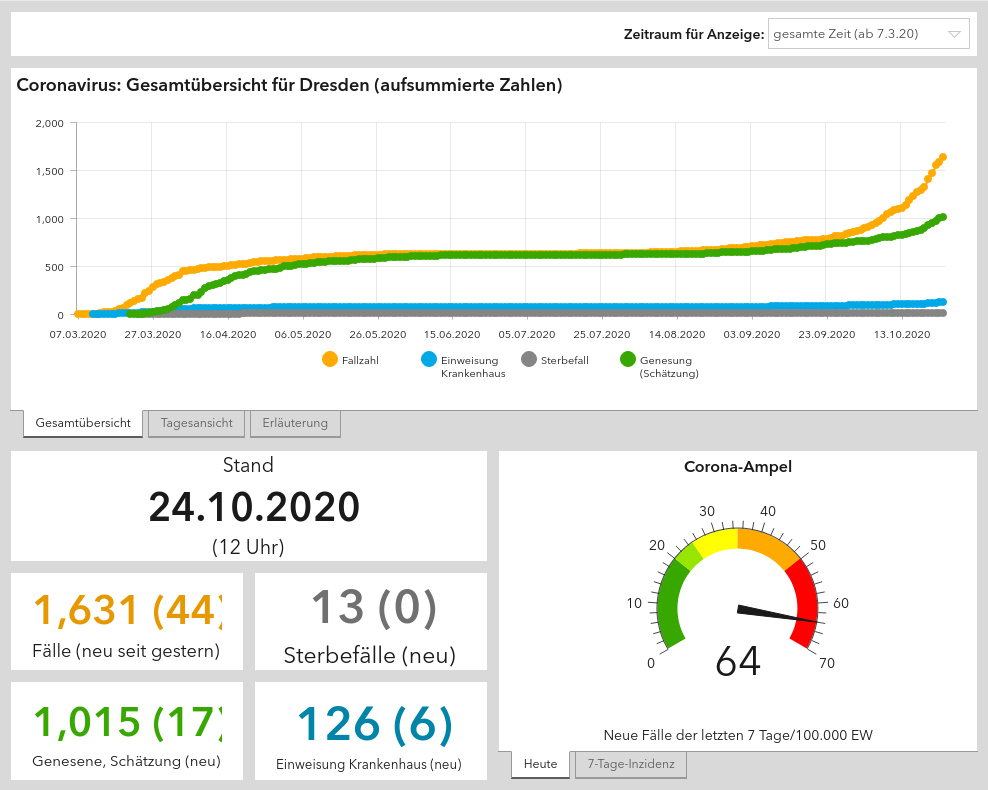 Zeitraum für Anzeige: gesamte Zeit (ab 7.3.20)
Coronavirus: Gesamtübersicht für Dresden (aufsummierte Zahlen)
2,000
1,500
1,000
500
0
07.03.2020 27.03.2020 16.04.2020 06.05.2020 26.05.2020 15.06.2020 05.07.2020 25.07.2020 14.08.2020 03.09.2020 23.09.2020 13.10.2020
Fallzahl Einweisung Sterbefall Genesung
Krankenhaus (Schätzung)
Gesamtübersicht Tagesansicht Erläuterung
Stand
24.10.2020
(12 Uhr)
1,631 (44)
Fälle (neu seit gestern)
13 (0)
Sterbefälle (neu)
1,015 (17)
Genesene, Schätzung (neu)
126 (6)
Einweisung Krankenhaus (neu)
Corona-Ampel
30 40
20 50
10 60
0 70
64
Neue Fälle der letzten 7 Tage/100.000 EW
Heute 7-Tage-Inzidenz